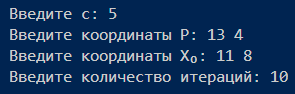 Введите c: 5
Введите координаты P: 13 4
Введите координаты X₀: 11 8
Введите количество итераций: 10